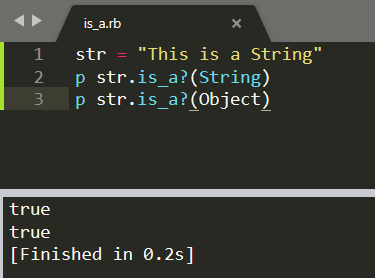 is_a.rb
1 str = "This is a String"
2 p str.is_a?(String)
3 p str.is_a?(Object)
true
true
[Finished in 0.2s]